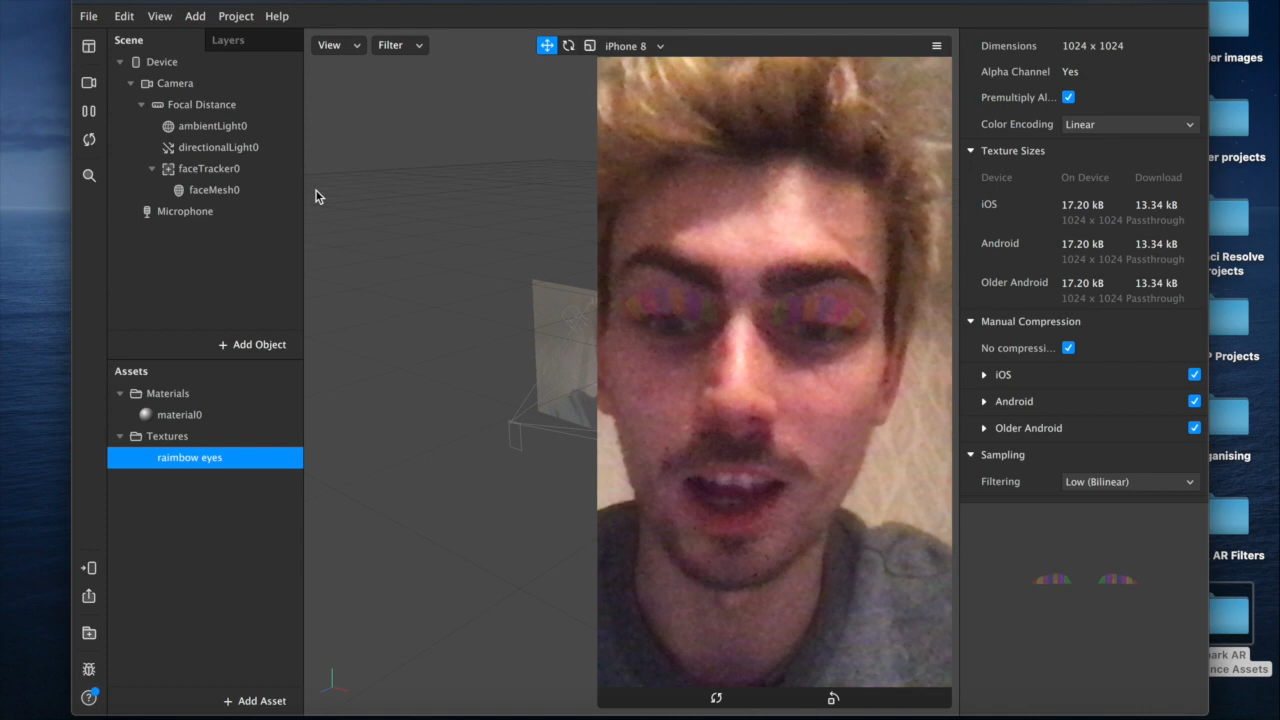 File Edit View Add Project Help
Scene Layers
Device
Camera
Focal Distance
ambientLight0
directionalLight0
faceTracker0
faceMesh0
Microphone
+ Add Object
Assets
Materials
material0
Textures
raimbow eyes
+ Add Asset
View Filter
iPhone 8
Dimensions 1024 x 1024
Alpha Channel Yes
Premultiply Al...
Color Encoding Linear
Texture Sizes
Device On Device Download
iOS 17.20 kB 13.34 kB
1024 x 1024 Passthrough
Android 17.20 kB 13.34 kB
1024 x 1024 Passthrough
Older Android 17.20 kB 13.34 kB
1024 x 1024 Passthrough
Manual Compression
No compressi...
iOS
Android
Older Android
Sampling
Filtering Low (Bilinear)
er images
er projects
ci Resolve
rojects
P Projects
ganising
AR Filters
ark AR
nce Assets